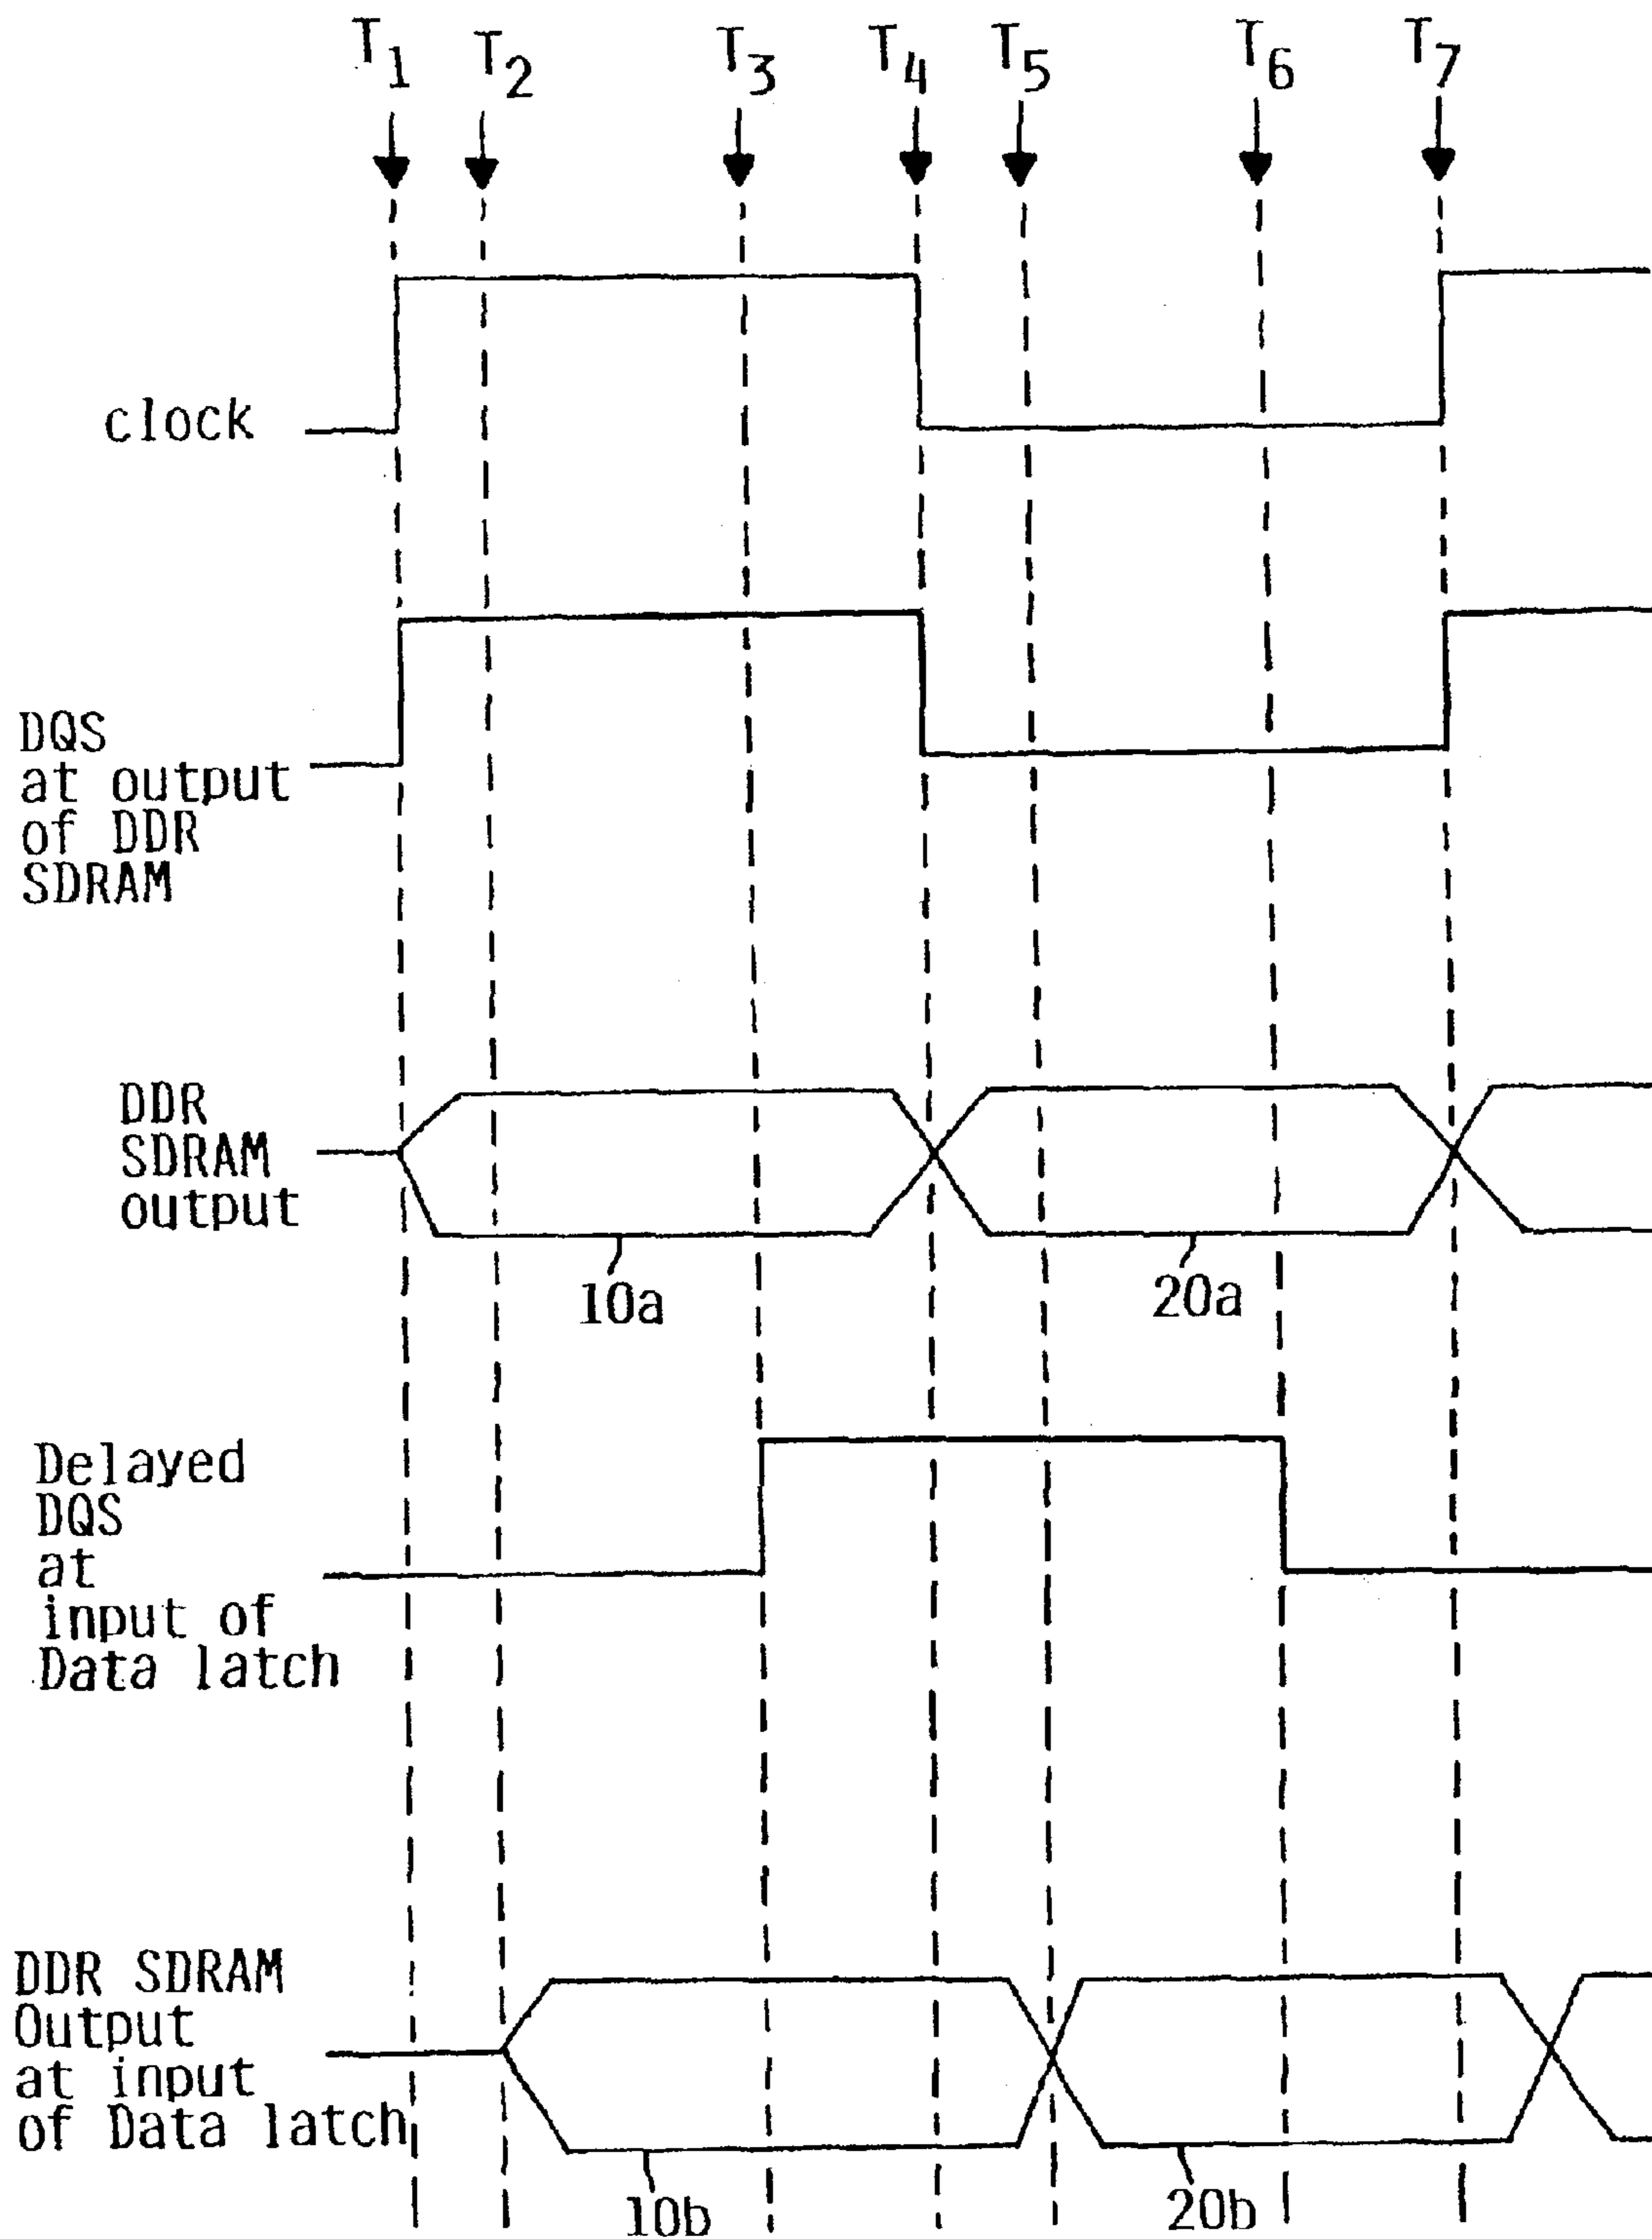 T1 T2 T3 T4 T5 T6 T7
clock
DQS
at output
of DDR
SDRAM
DDR
SDRAM
output
10a
20a
Delayed
DQS
at
input of
Data latch
DDR SDRAM
Output
at input
of Data latch
10b
20b